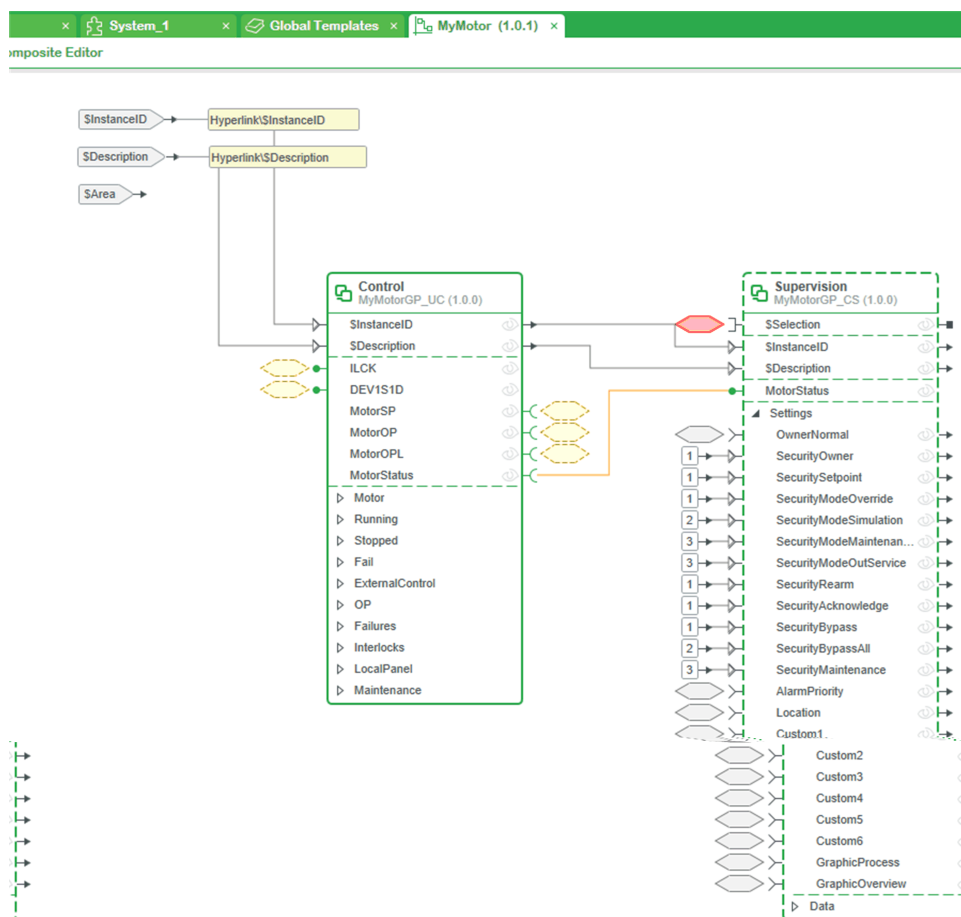 System_1
Global Templates
MyMotor (1.0.1)
omposite Editor
$InstanceID
Hyperlink\$InstanceID
$Description
Hyperlink\$Description
$Area
Control
MyMotorGP_UC (1.0.0)
$InstanceID
$Description
ILCK
DEV1S1D
MotorSP
MotorOP
MotorOPL
MotorStatus
Motor
Running
Stopped
Fail
ExternalControl
OP
Failures
Interlocks
LocalPanel
Maintenance
Supervision
MyMotorGP_CS (1.0.0)
$Selection
$InstanceID
$Description
MotorStatus
Settings
OwnerNormal
1 SecurityOwner
1 SecuritySetpoint
1 SecurityModeOverride
2 SecurityModeSimulation
3 SecurityModeMaintenan...
3 SecurityModeOutService
1 SecurityRearm
1 SecurityAcknowledge
1 SecurityBypass
2 SecurityBypassAll
3 SecurityMaintenance
AlarmPriority
Location
Custom1
Custom2
Custom3
Custom4
Custom5
Custom6
GraphicProcess
GraphicOverview
Data